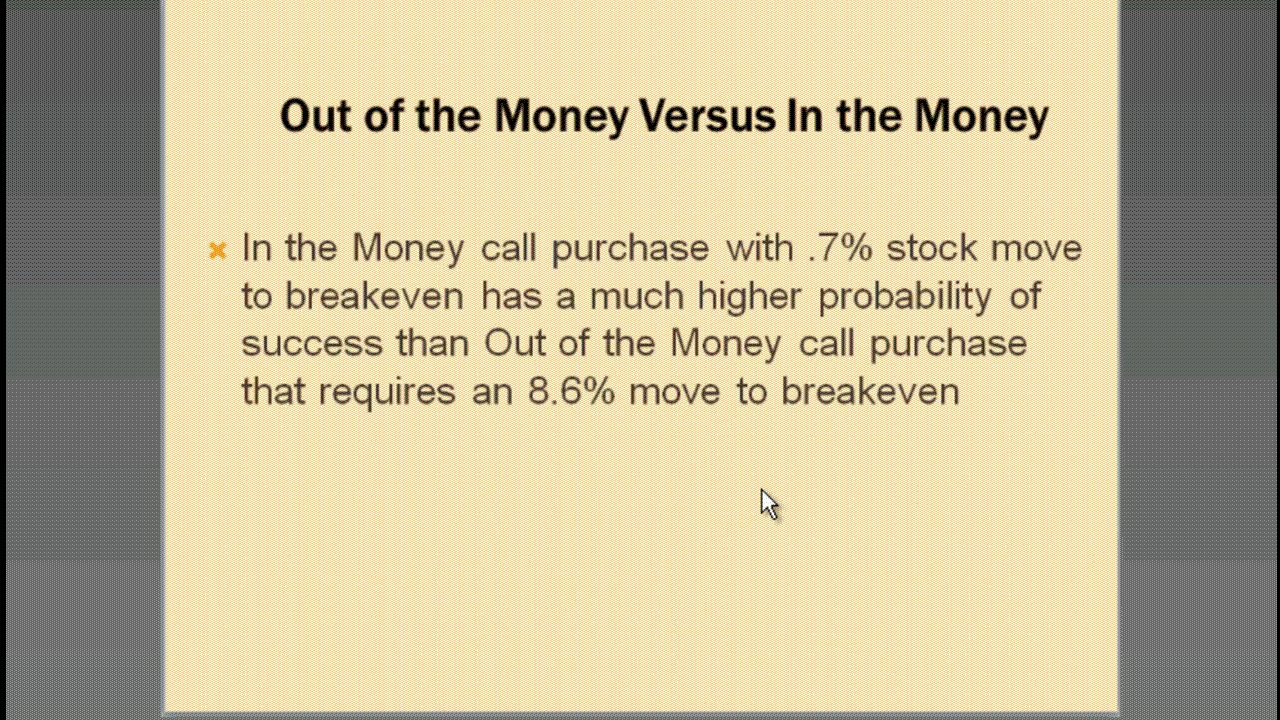 Out of the Money Versus In the Money
In the Money call purchase with .7% stock move
to breakeven has a much higher probability of
success than Out of the Money call purchase
that requires an 8.6% move to breakeven